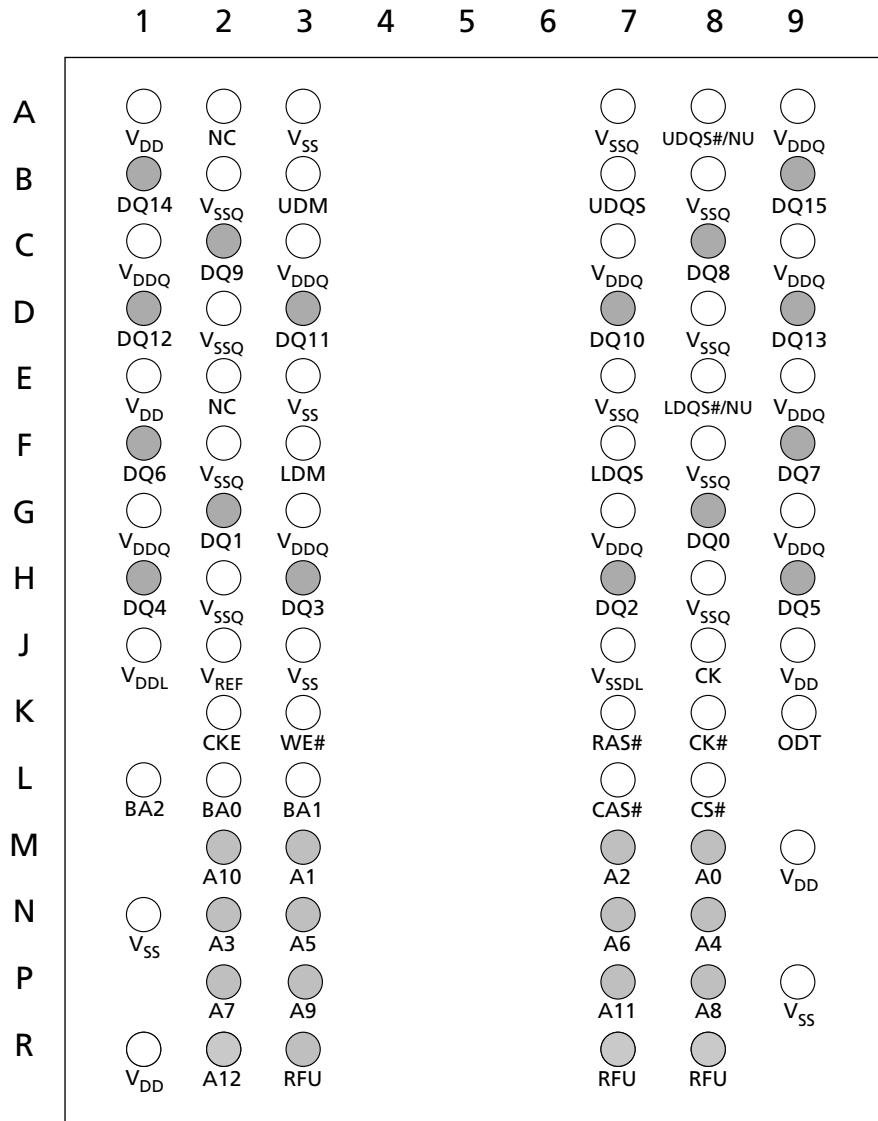 1 2 3 4 5 6 7 8 9
A
VDD NC VSS VSSQ UDQS#/NU VDDQ
B
DQ14 VSSQ UDM UDQS VSSQ DQ15
C
VDDQ DQ9 VDDQ VDDQ DQ8 VDDQ
D
DQ12 VSSQ DQ11 DQ10 VSSQ DQ13
E
VDD NC VSS VSSQ LDQS#/NU VDDQ
F
DQ6 VSSQ LDM LDQS VSSQ DQ7
G
VDDQ DQ1 VDDQ VDDQ DQ0 VDDQ
H
DQ4 VSSQ DQ3 DQ2 VSSQ DQ5
J
VDDL VREF VSS VSSDL CK VDD
K
CKE WE# RAS# CK# ODT
L
BA2 BA0 BA1 CAS# CS#
M
A10 A1 A2 A0 VDD
N
VSS A3 A5 A6 A4
P
A7 A9 A11 A8 VSS
R
VDD A12 RFU RFU RFU